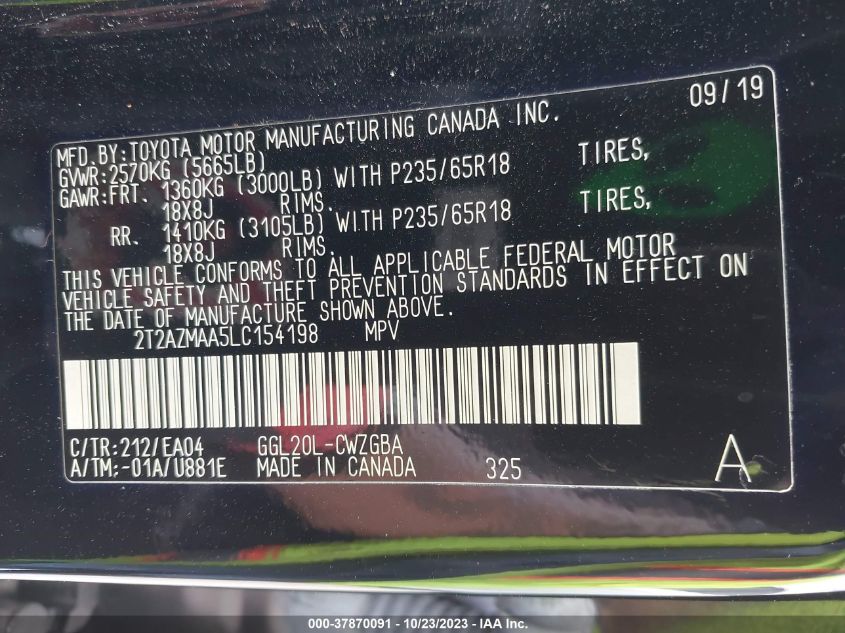 09/19
MFD.BY:TOYOTA MOTOR MANUFACTURING CANADA INC.
GVWR:2570KG (5665LB)
GAWR:FRT. 1360KG (3000LB) WITH P235/65R18 TIRES,
18X8J RIMS.
RR. 1410KG (3105LB) WITH P235/65R18 TIRES,
18X8J RIMS.
THIS VEHICLE CONFORMS TO ALL APPLICABLE FEDERAL MOTOR
VEHICLE SAFETY AND THEFT PREVENTION STANDARDS IN EFFECT ON
THE DATE OF MANUFACTURE SHOWN ABOVE.
2T2AZMAA5LC154198 MPV
C/TR:212/EA04 GGL20L-CWZGBA
A/TM:-01A/U881E MADE IN CANADA 325 A
000-37870091 - 10/23/2023 - IAA Inc.